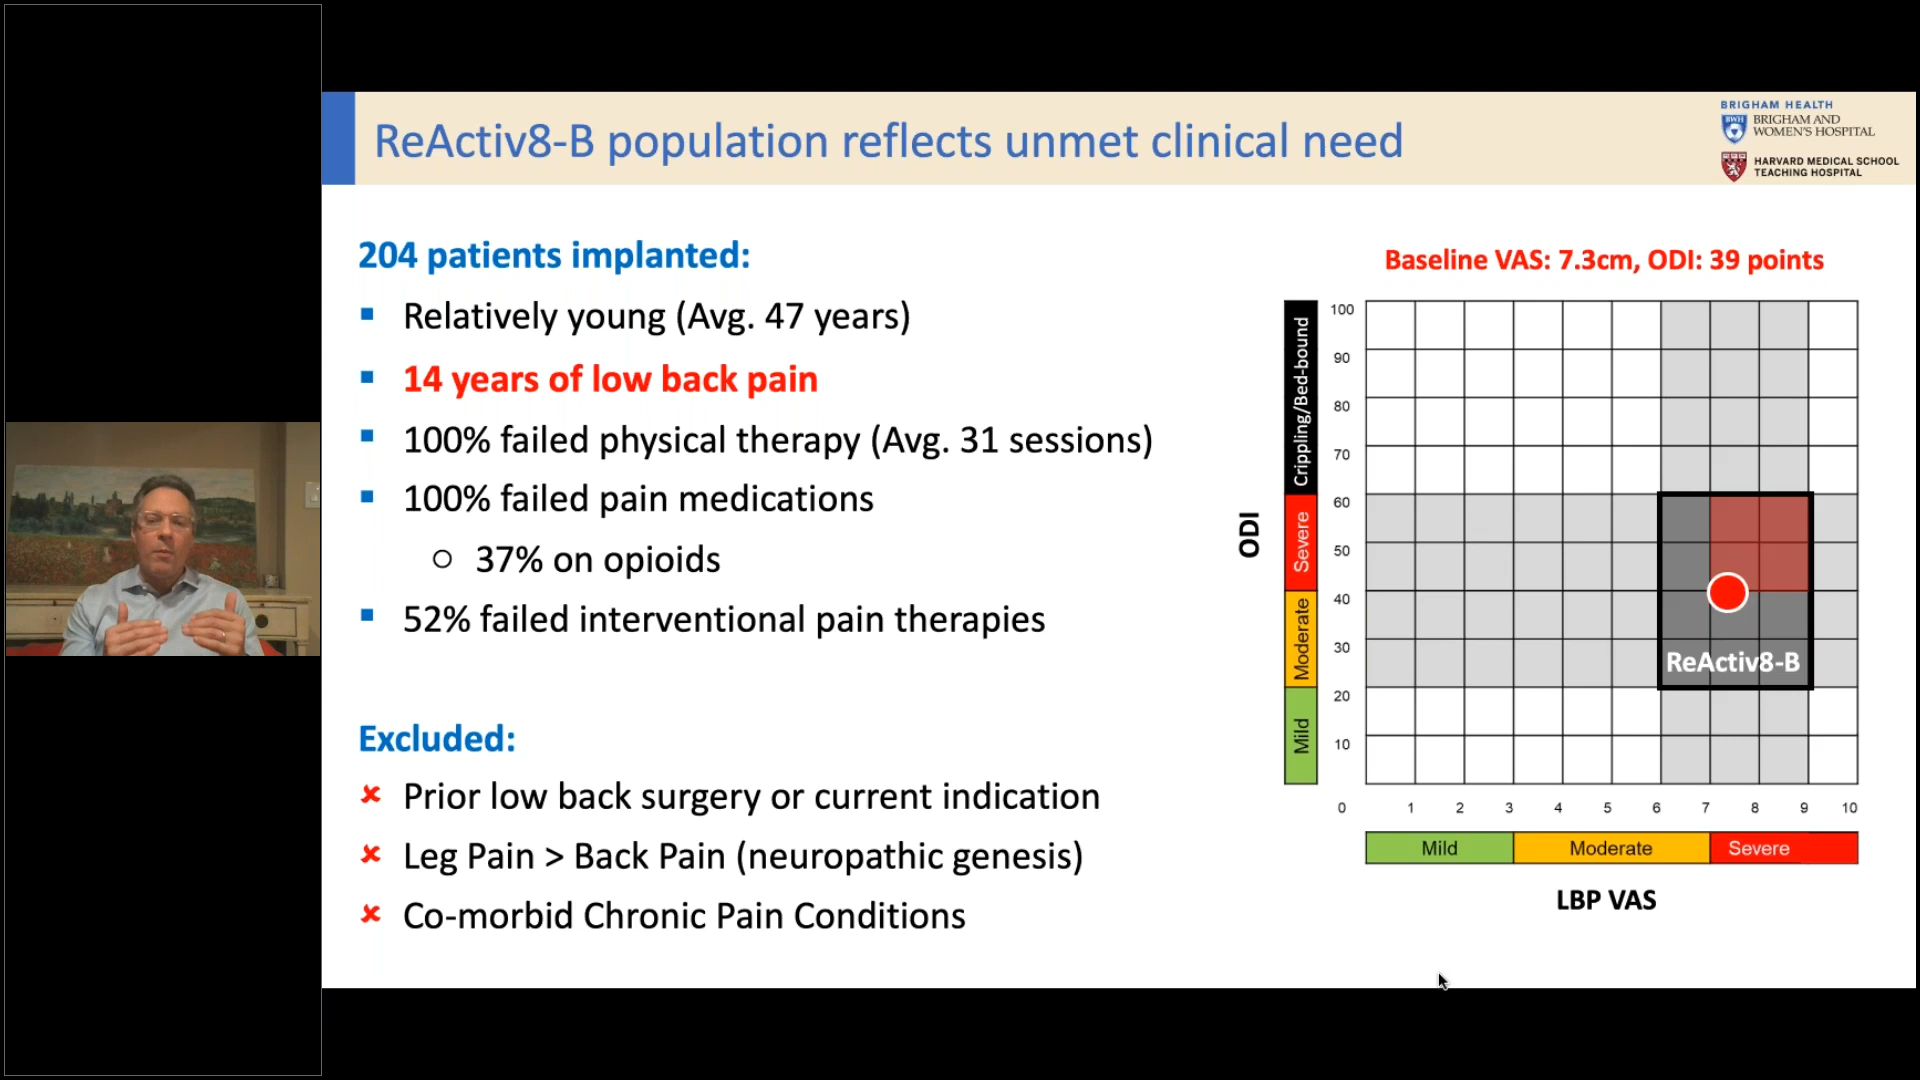 ReActiv8-B population reflects unmet clinical need
BRIGHAM HEALTH
BWH
BRIGHAM AND
WOMEN'S HOSPITAL
HARVARD MEDICAL SCHOOL
TEACHING HOSPITAL
204 patients implanted:
Relatively young (Avg. 47 years)
14 years of low back pain
100% failed physical therapy (Avg. 31 sessions)
100% failed pain medications
37% on opioids
52% failed interventional pain therapies
Excluded:
Prior low back surgery or current indication
Leg Pain > Back Pain (neuropathic genesis)
Co-morbid Chronic Pain Conditions
Baseline VAS: 7.3cm, ODI: 39 points
ODI
Crippling/Bed-bound
Severe
Moderate
Mild
100
90
80
70
60
50
40
30
20
10
ReActiv8-B
0 1 2 3 4 5 6 7 8 9 10
Mild Moderate Severe
LBP VAS